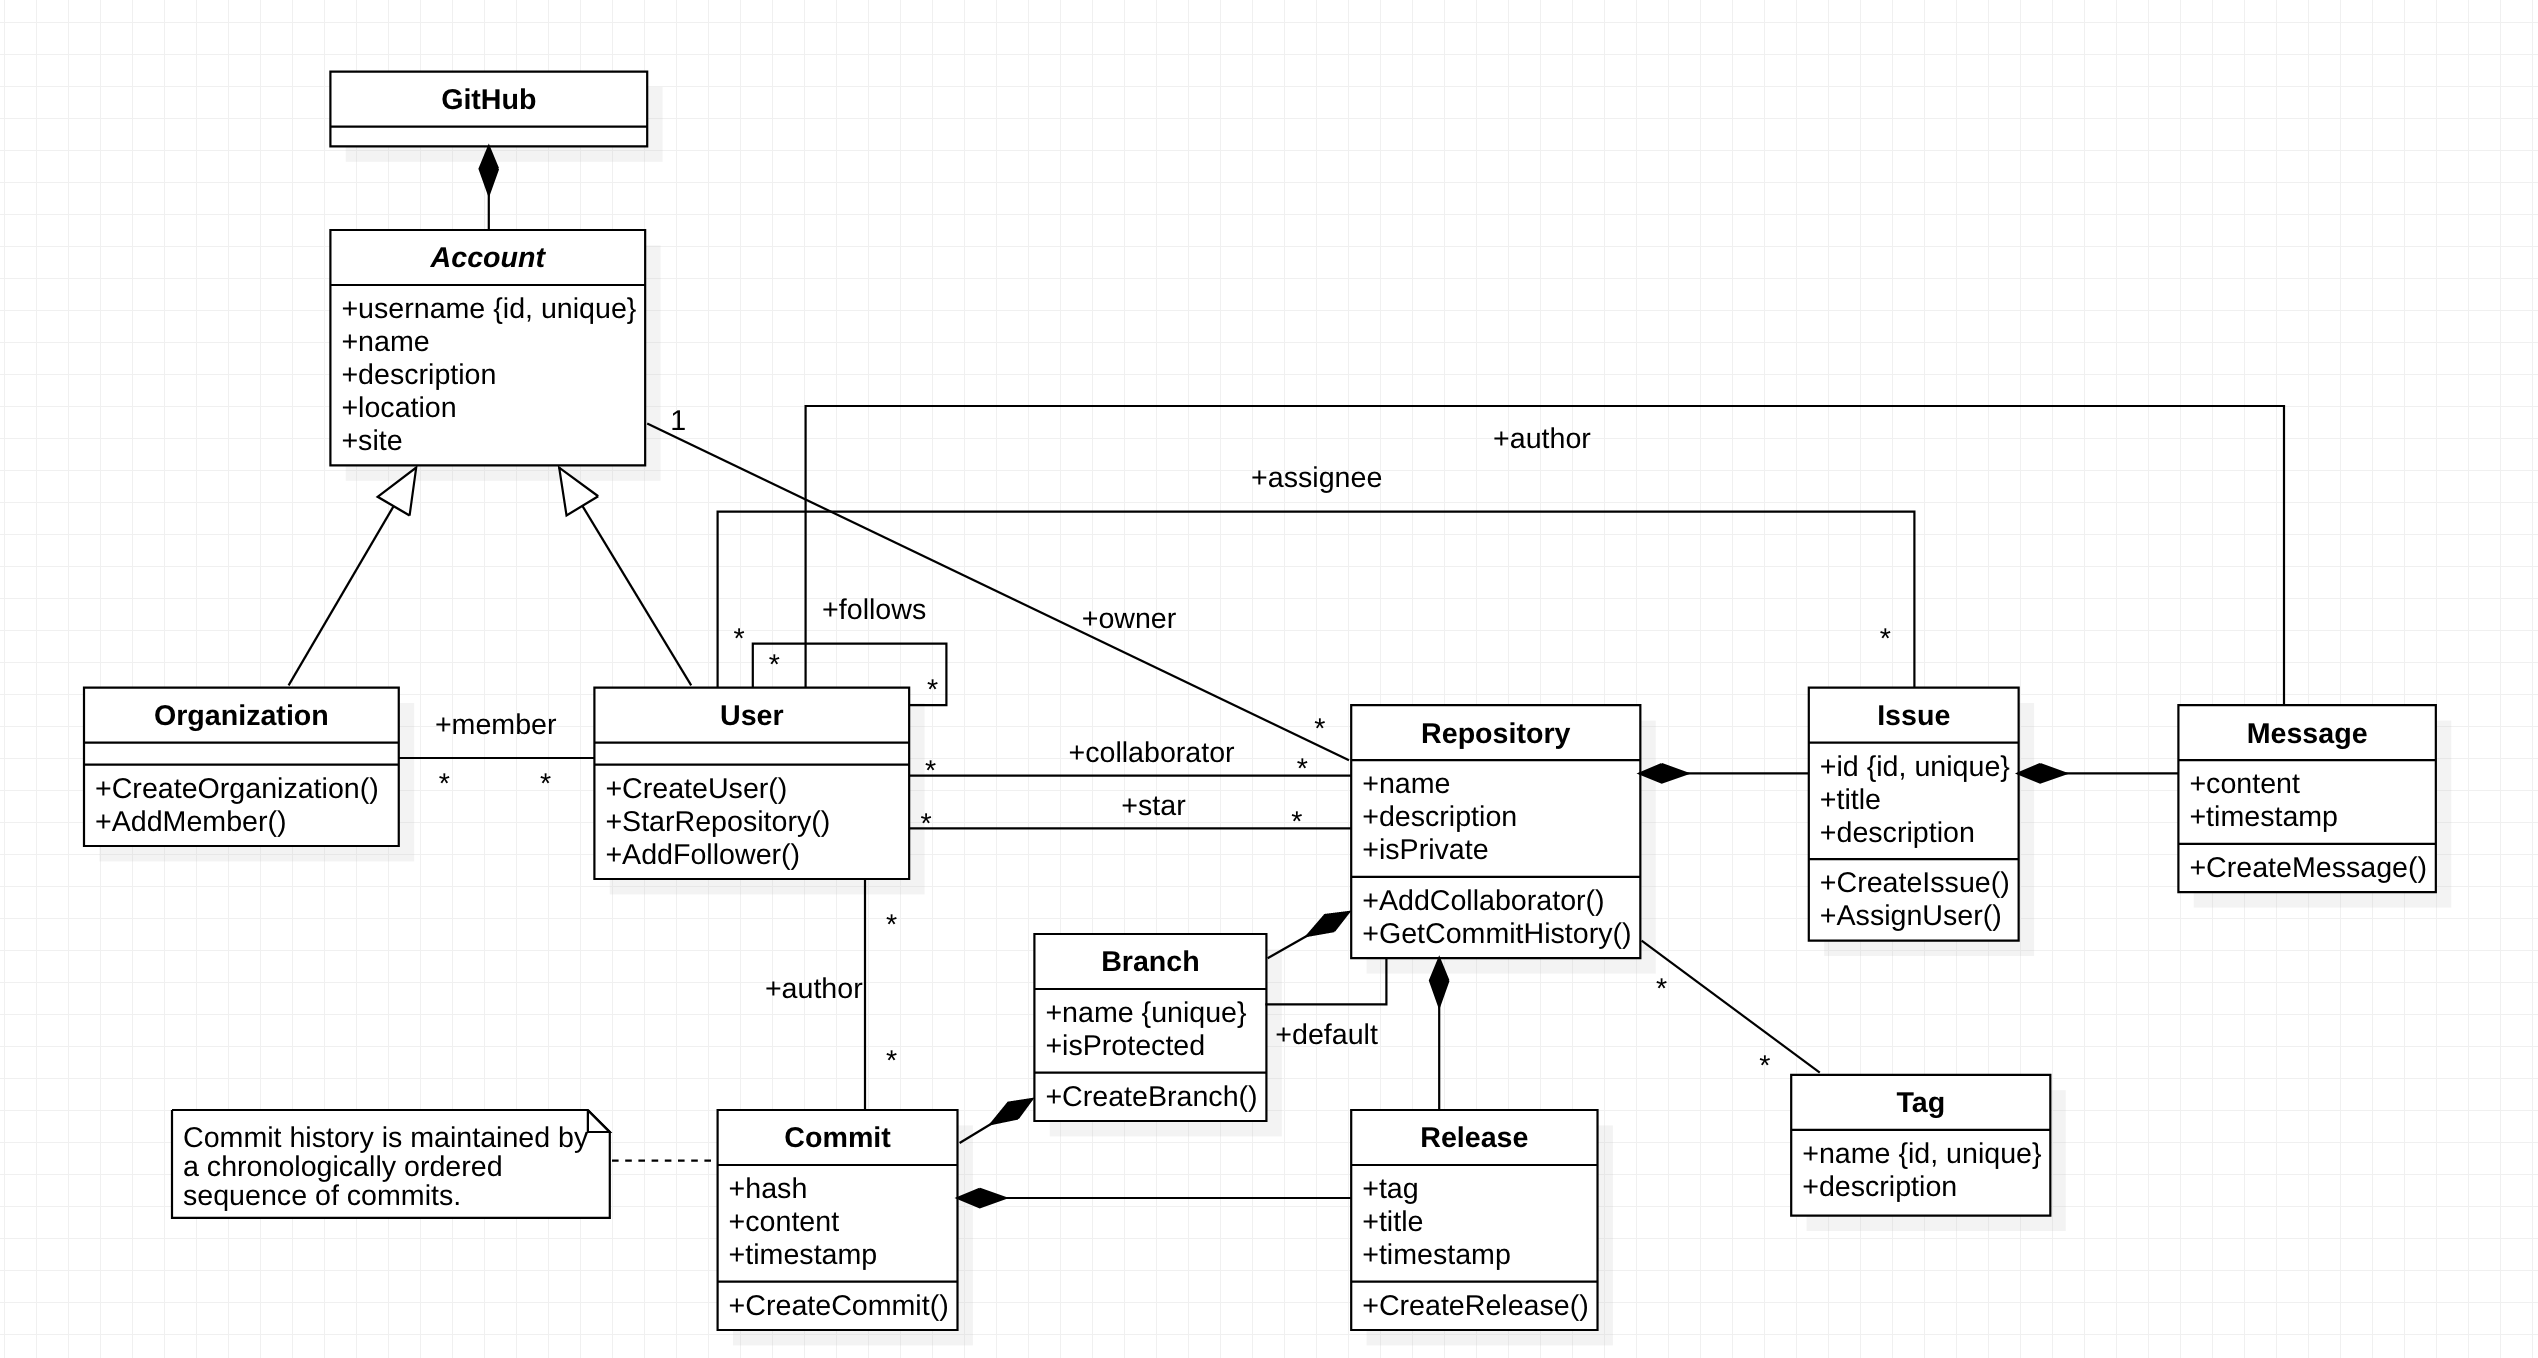 GitHub
Account
+username {id, unique}
+name
+description
+location
+site
1
+author
+assignee
+follows
+owner
*
*
*
*
*
Organization
+CreateOrganization()
+AddMember()
+member
*
*
User
+CreateUser()
+StarRepository()
+AddFollower()
+collaborator
*
*
+star
*
*
Repository
+name
+description
+isPrivate
+AddCollaborator()
+GetCommitHistory()
Issue
+id {id, unique}
+title
+description
+CreateIssue()
+AssignUser()
Message
+content
+timestamp
+CreateMessage()
*
+author
*
Branch
+name {unique}
+isProtected
+CreateBranch()
+default
*
*
Tag
+name {id, unique}
+description
Commit history is maintained by
a chronologically ordered
sequence of commits.
Commit
+hash
+content
+timestamp
+CreateCommit()
Release
+tag
+title
+timestamp
+CreateRelease()